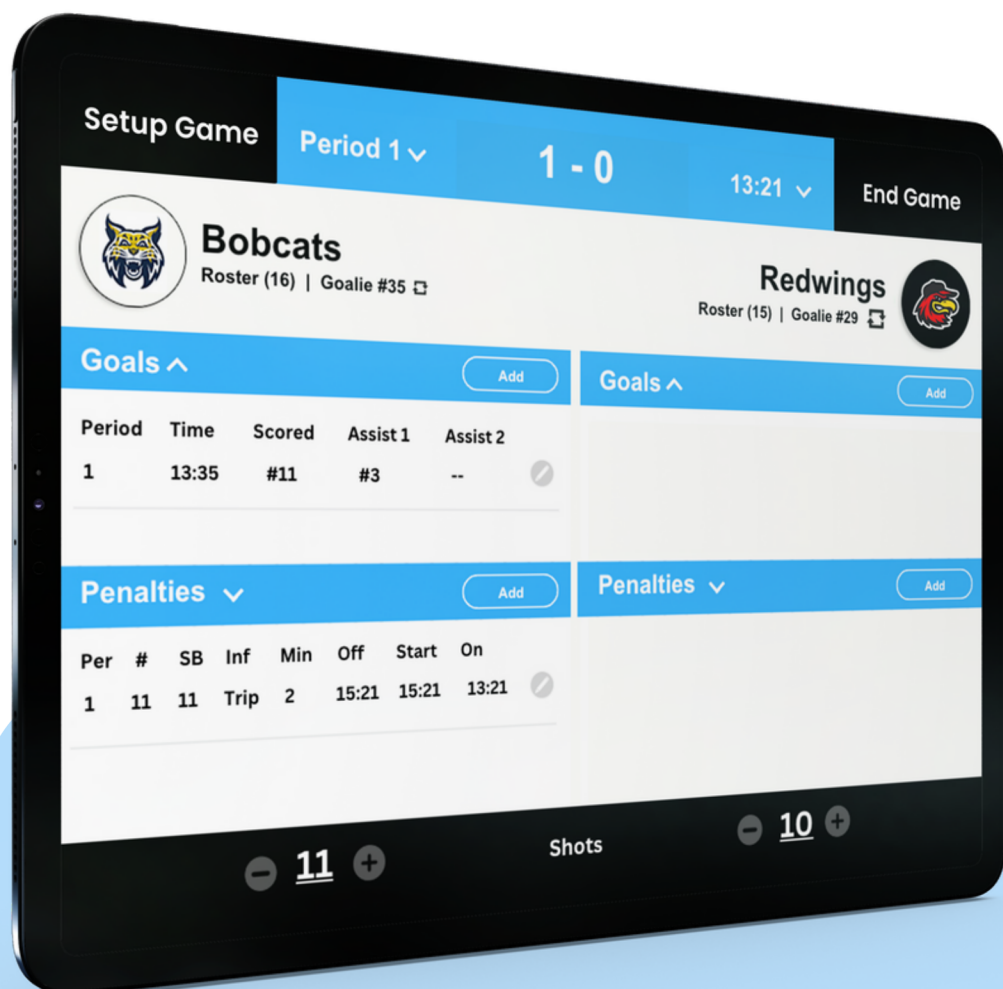 Setup Game
Period 1
1 - 0
13:21
End Game
Bobcats
Roster (16) | Goalie #35
Redwings
Roster (15) | Goalie #29
Goals
Add
Goals
Add
Period Time Scored Assist 1 Assist 2
1 13:35 #11 #3 --
Penalties
Add
Penalties
Add
Per # SB Inf Min Off Start On
1 11 11 Trip 2 15:21 15:21 13:21
11
Shots
10